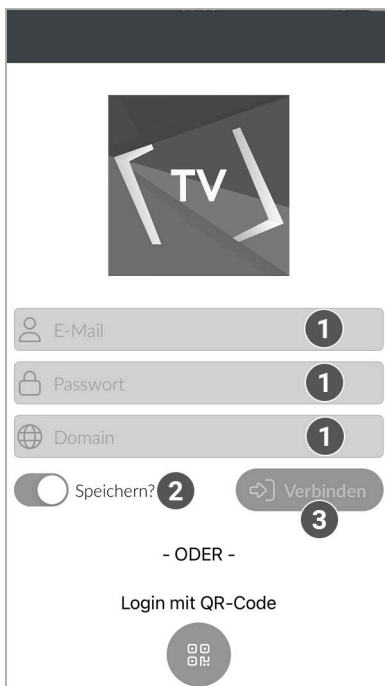 TV
E-Mail 1
Passwort 1
Domain 1
Speichern? 2 Verbinden
3
- ODER -
Login mit QR-Code